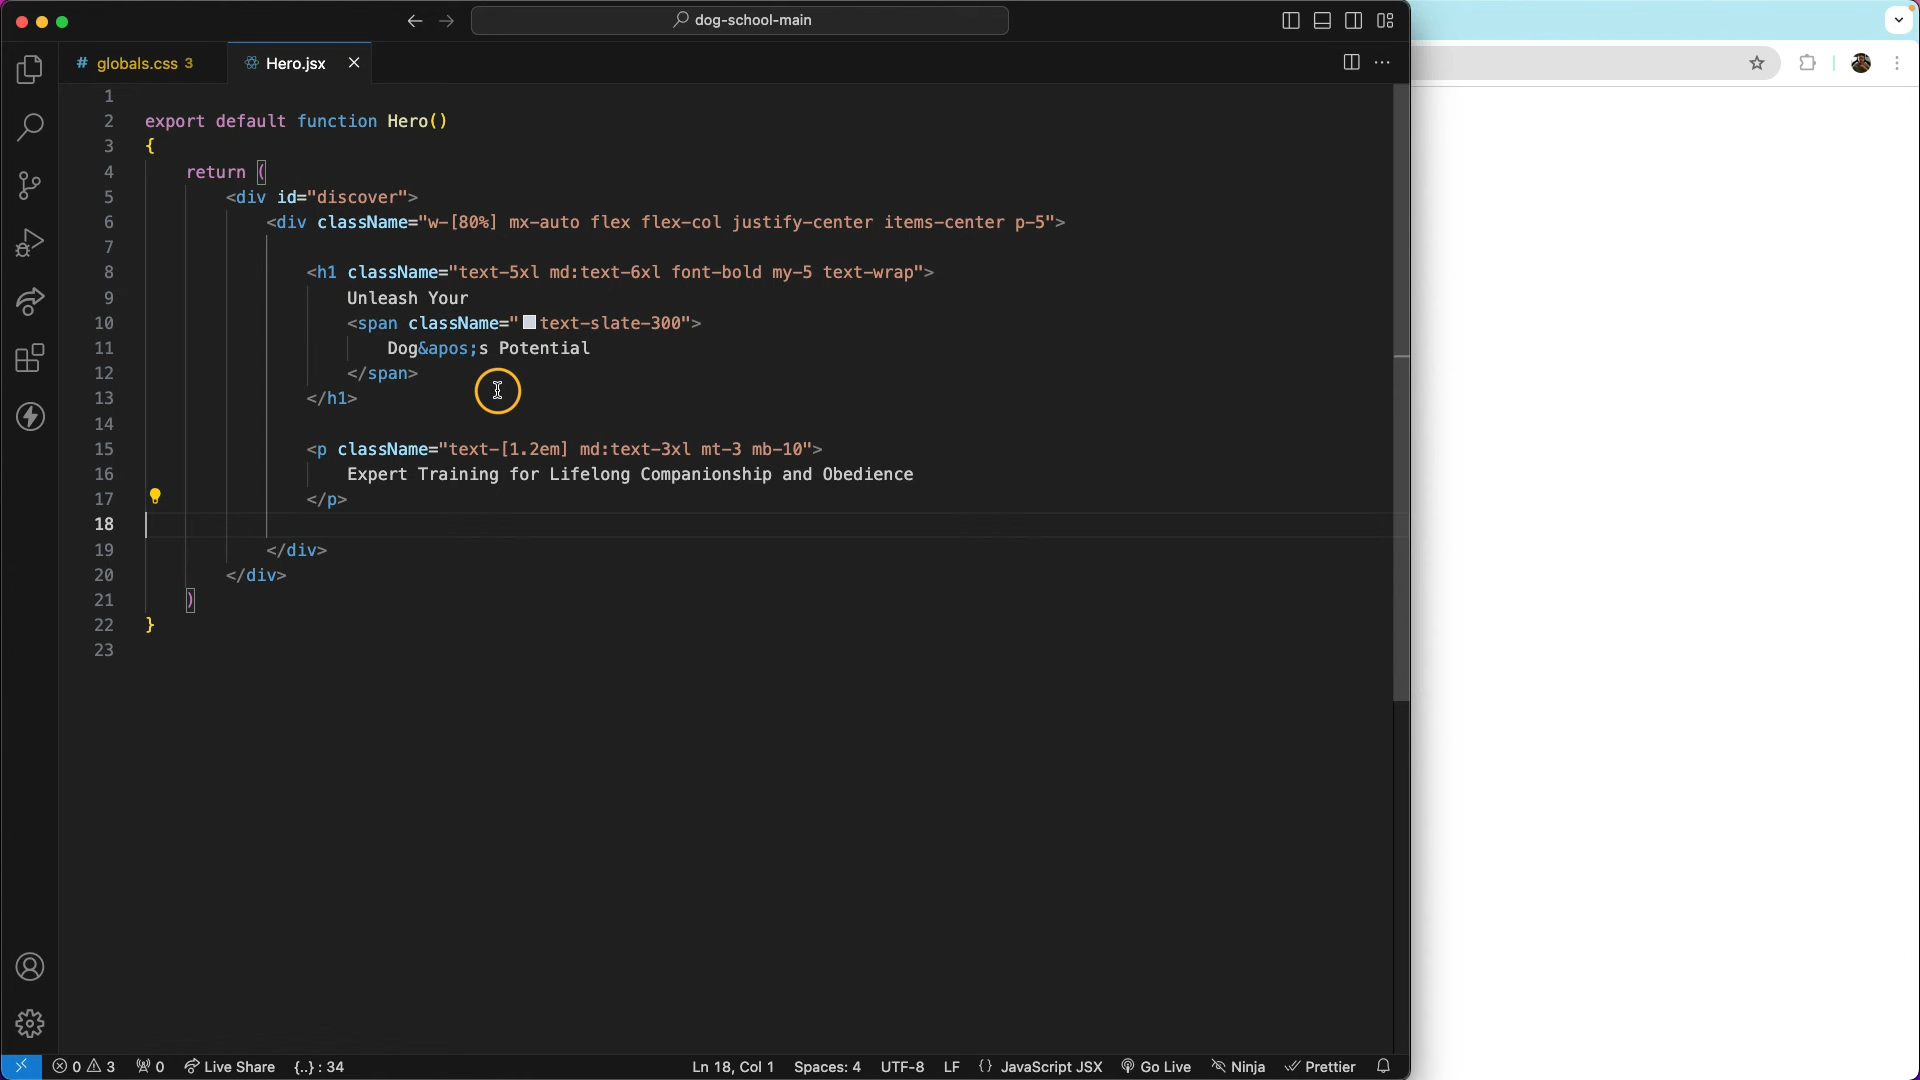 dog-school-main
# globals.css 3
Hero.jsx
1
2 export default function Hero()
3 {
4 return (
5 <div id="discover">
6 <div className="w-[80%] mx-auto flex flex-col justify-center items-center p-5">
7
8 <h1 className="text-5xl md:text-6xl font-bold my-5 text-wrap">
9 Unleash Your
10 <span className="text-slate-300">
11 Dog&apos;s Potential
12 </span>
13 </h1>
14
15 <p className="text-[1.2em] md:text-3xl mt-3 mb-10">
16 Expert Training for Lifelong Companionship and Obedience
17 </p>
18
19 </div>
20 </div>
21 )
22 }
23
0 3 0 Live Share {..} : 34 Ln 18, Col 1 Spaces: 4 UTF-8 LF {} JavaScript JSX Go Live Ninja Prettier